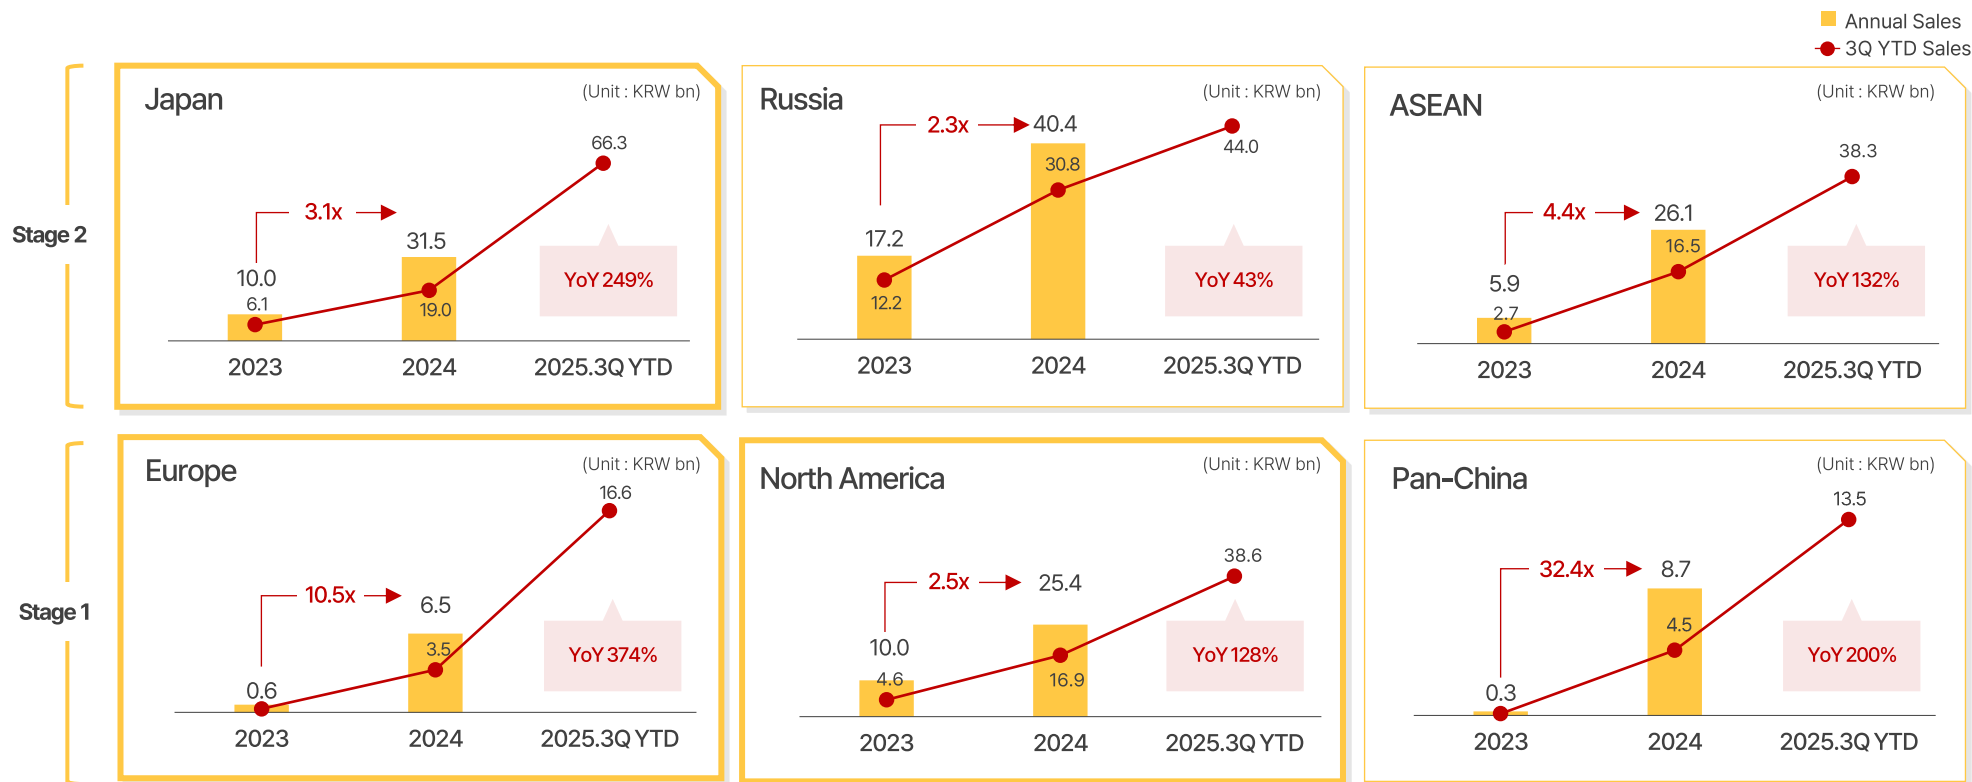 Annual Sales
3Q YTD Sales
Stage 2
Japan
(Unit : KRW bn)
66.3
3.1x
31.5
10.0
6.1
19.0
YoY 249%
2023
2024
2025.3Q YTD
Russia
(Unit : KRW bn)
2.3x
40.4
44.0
30.8
17.2
12.2
YoY 43%
2023
2024
2025.3Q YTD
ASEAN
(Unit : KRW bn)
38.3
4.4x
26.1
16.5
5.9
2.7
YoY 132%
2023
2024
2025.3Q YTD
Stage 1
Europe
(Unit : KRW bn)
16.6
10.5x
6.5
3.5
0.6
YoY 374%
2023
2024
2025.3Q YTD
North America
(Unit : KRW bn)
38.6
2.5x
25.4
10.0
4.6
16.9
YoY 128%
2023
2024
2025.3Q YTD
Pan-China
(Unit : KRW bn)
13.5
32.4x
8.7
4.5
0.3
YoY 200%
2023
2024
2025.3Q YTD